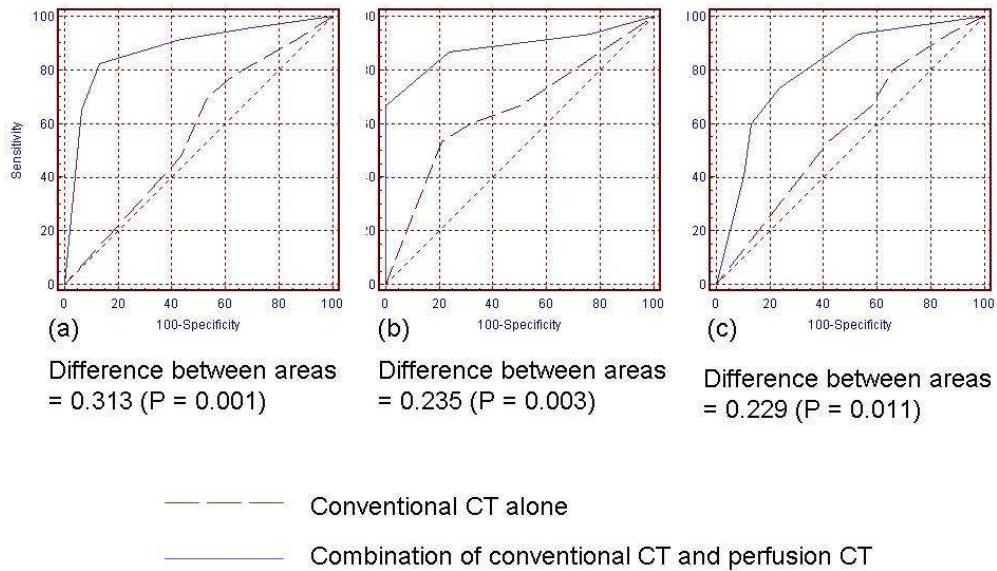 100
80
60
40
20
0
Sensitivity
0 20 40 60 80 100
100-Specificity
(a)
Difference between areas
= 0.313 (P = 0.001)
0 20 40 60 80 100
100-Specificity
(b)
Difference between areas
= 0.235 (P = 0.003)
100
80
60
40
20
0
0 20 40 60 80 100
100-Specificity
(c)
Difference between areas
= 0.229 (P = 0.011)
Conventional CT alone
Combination of conventional CT and perfusion CT